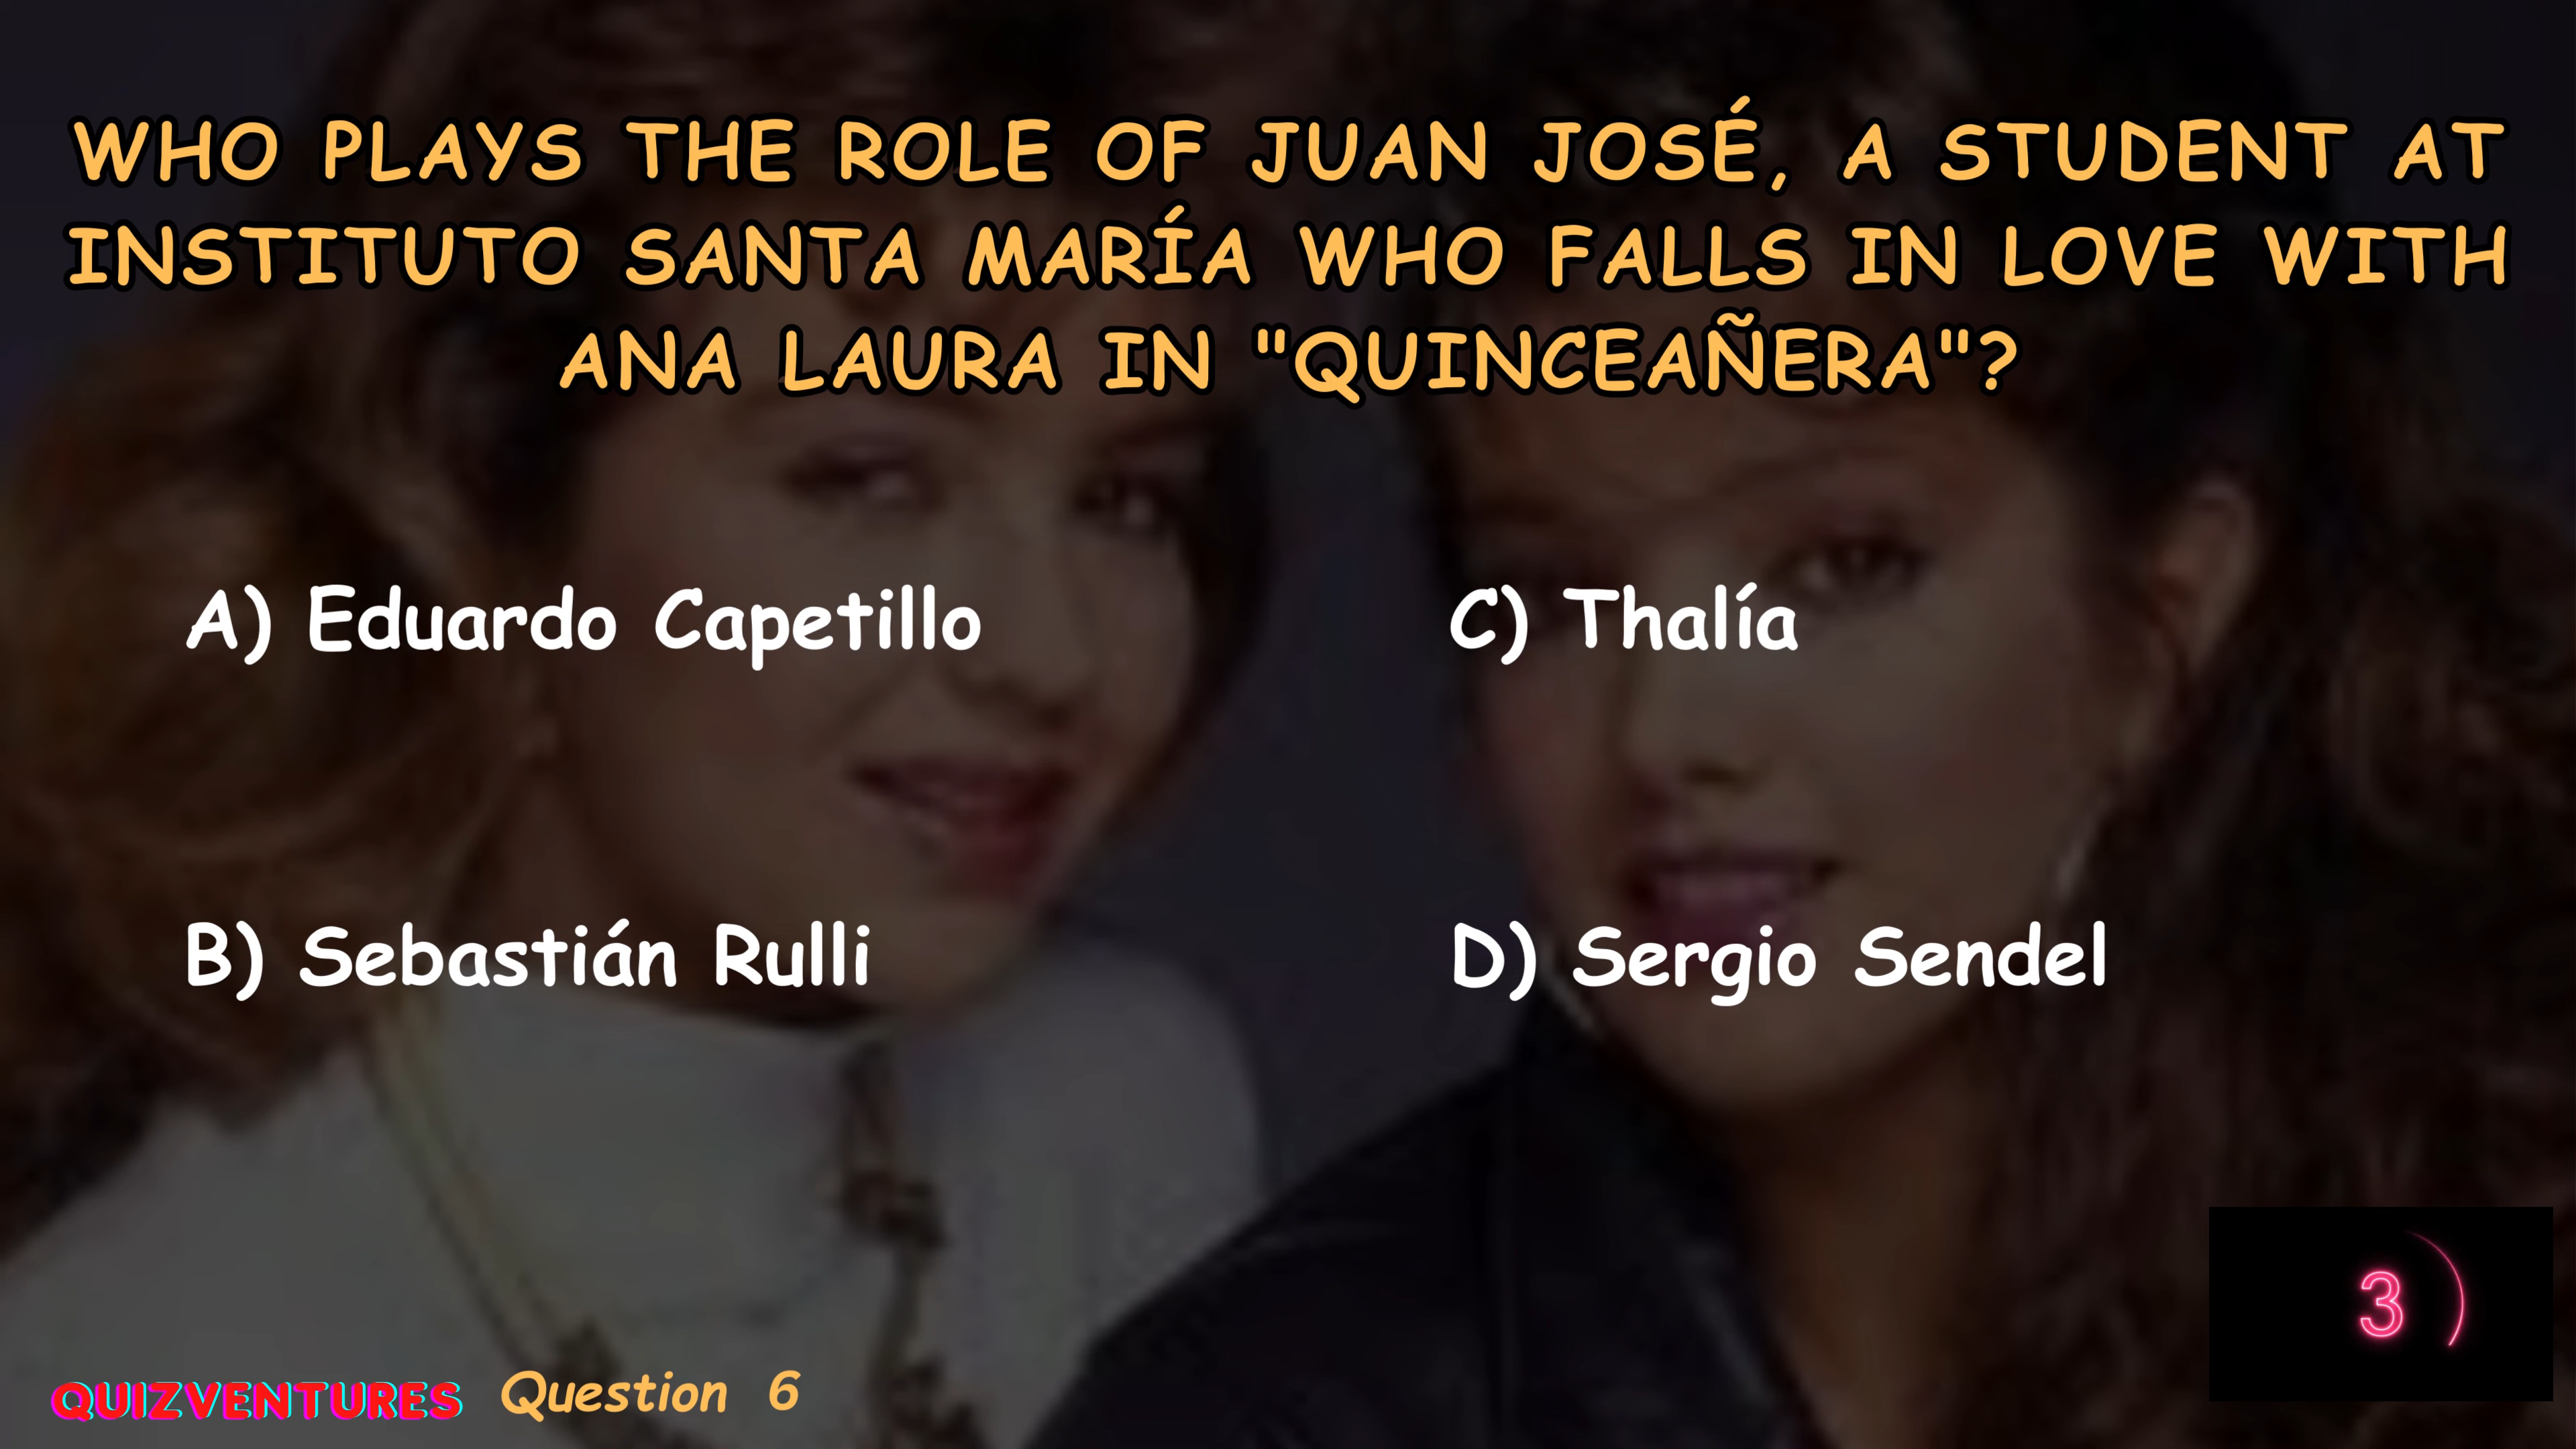 WHO PLAYS THE ROLE OF JUAN JOSÉ, A STUDENT AT
INSTITUTO SANTA MARÍA WHO FALLS IN LOVE WITH
ANA LAURA IN "QUINCEAÑERA"?
A) Eduardo Capetillo
C) Thalía
B) Sebastián Rulli
D) Sergio Sendel
3
QUIZVENTURES Question 6